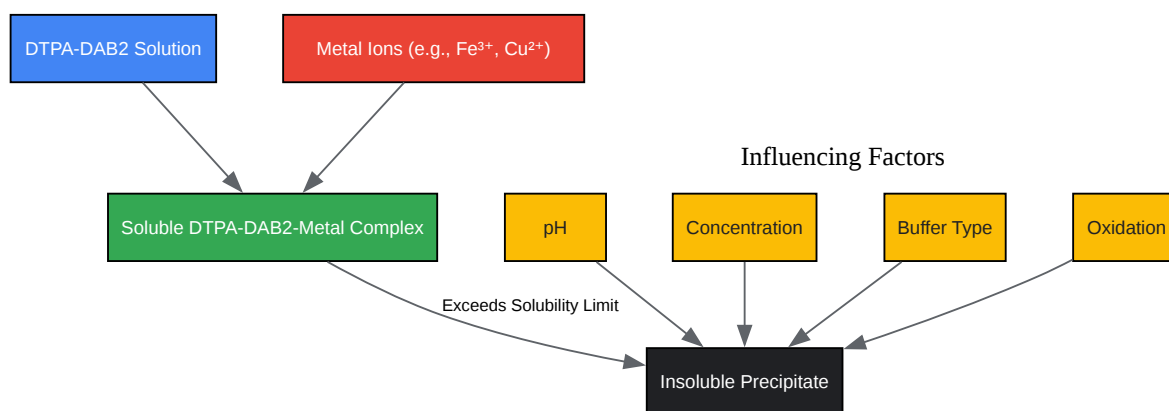 DTPA-DAB2 Solution
Metal Ions (e.g., Fe³⁺, Cu²⁺)
Influencing Factors
Soluble DTPA-DAB2-Metal Complex
pH
Concentration
Buffer Type
Oxidation
Exceeds Solubility Limit
Insoluble Precipitate